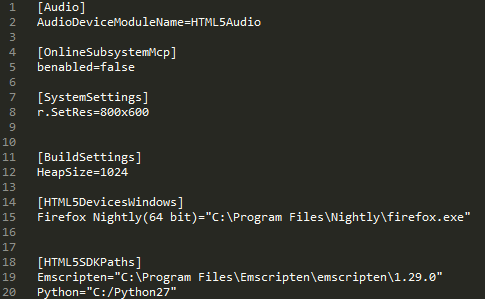 1 [Audio]
2 AudioDeviceModuleName=HTML5Audio
3
4 [OnlineSubsystemMcp]
5 benabled=false
6
7 [SystemSettings]
8 r.SetRes=800x600
9
10
11 [BuildSettings]
12 HeapSize=1024
13
14 [HTML5DevicesWindows]
15 Firefox Nightly(64 bit)="C:\Program Files\Nightly\firefox.exe"
16
17
18 [HTML5SDKPaths]
19 Emscripten="C:\Program Files\Emscripten\emscripten\1.29.0"
20 Python="C:/Python27"